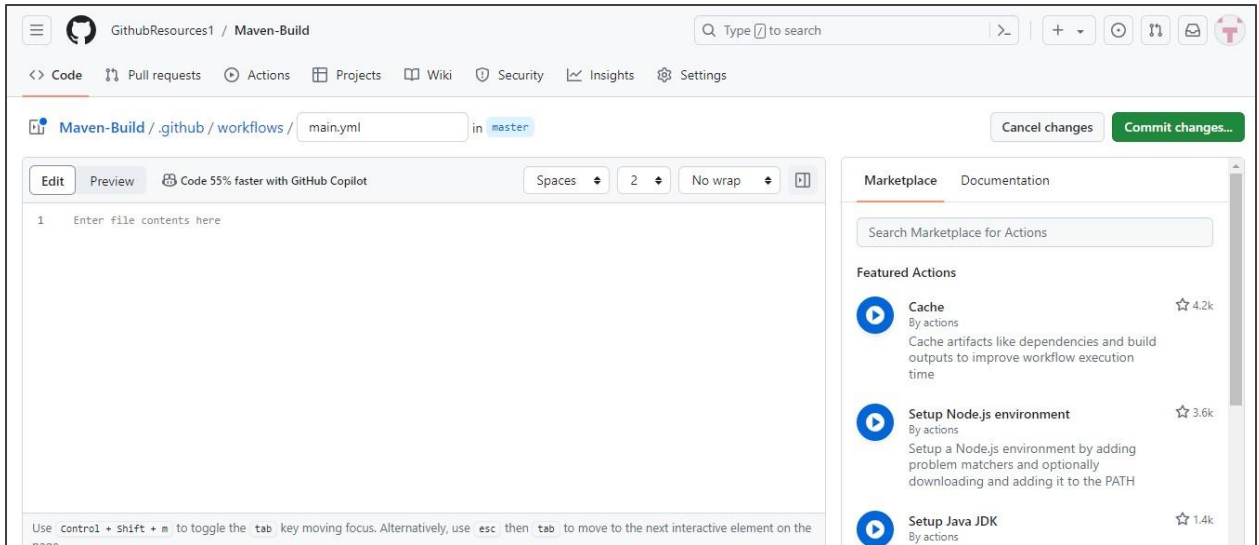 GithubResources1 / Maven-Build
Type / to search
Code Pull requests Actions Projects Wiki Security Insights Settings
Maven-Build / .github / workflows / main.yml in master
Cancel changes Commit changes...
Edit Preview Code 55% faster with GitHub Copilot Spaces 2 No wrap
1 Enter file contents here
Use Control + Shift + m to toggle the tab key moving focus. Alternatively, use esc then tab to move to the next interactive element on the
page.
Marketplace Documentation
Search Marketplace for Actions
Featured Actions
Cache 4.2k
By actions
Cache artifacts like dependencies and build
outputs to improve workflow execution
time
Setup Node.js environment 3.6k
By actions
Setup a Node.js environment by adding
problem matchers and optionally
downloading and adding it to the PATH
Setup Java JDK 1.4k
By actions